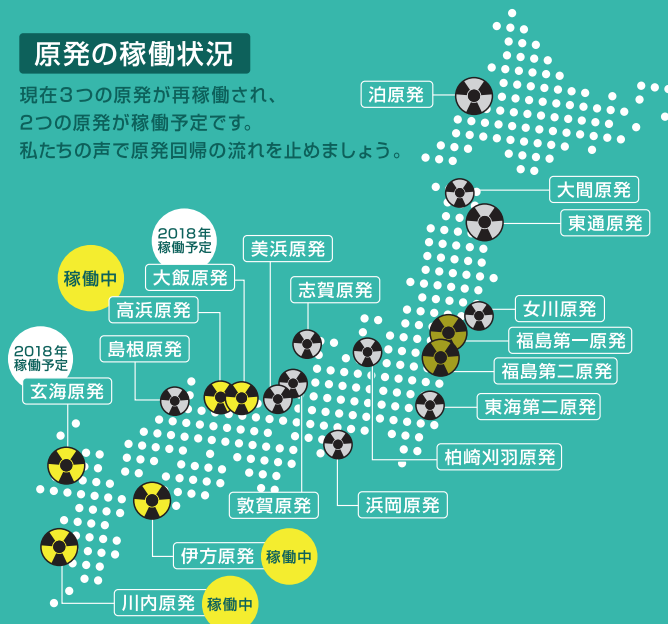 原発の稼働状況
現在3つの原発が再稼働され、
2つの原発が稼働予定です。
私たちの声で原発回帰の流れを止めましょう。
泊原発
大間原発
東通原発
2018年
稼働予定
美浜原発
稼働中
大飯原発
志賀原発
高浜原発
女川原発
福島第一原発
2018年
稼働予定
島根原発
福島第二原発
玄海原発
東海第二原発
柏崎刈羽原発
敦賀原発
浜岡原発
伊方原発
稼働中
川内原発
稼働中